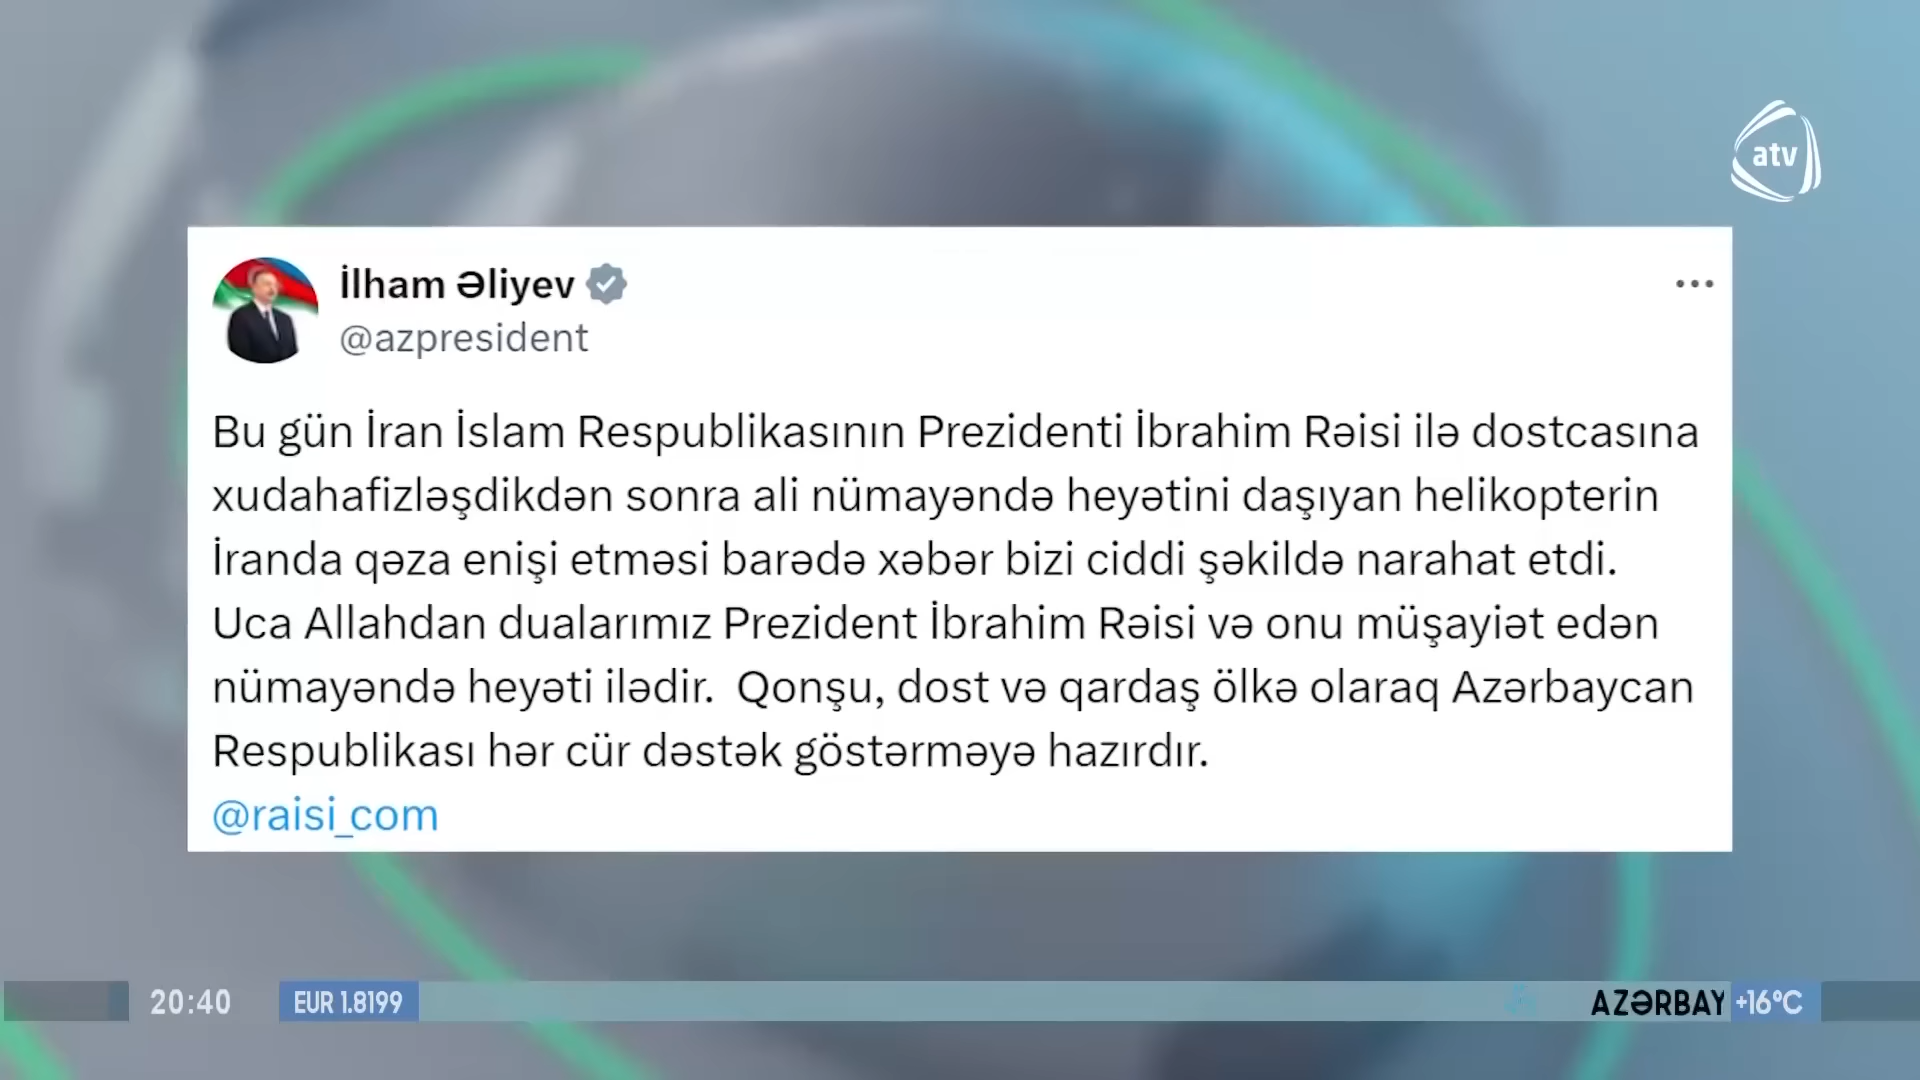 atv
İlham Əliyev
@azpresident
Bu gün İran İslam Respublikasının Prezidenti İbrahim Rəisi ilə dostcasına
xudahafizləşdikdən sonra ali nümayəndə heyətini daşıyan helikopterin
İranda qəza enişi etməsi barədə xəbər bizi ciddi şəkildə narahat etdi.
Uca Allahdan dualarımız Prezident İbrahim Rəisi və onu müşayiət edən
nümayəndə heyəti ilədir.  Qonşu, dost və qardaş ölkə olaraq Azərbaycan
Respublikası hər cür dəstək göstərməyə hazırdır.
@raisi_com
20:40 EUR 1.8199 AZƏRBAY +16°C